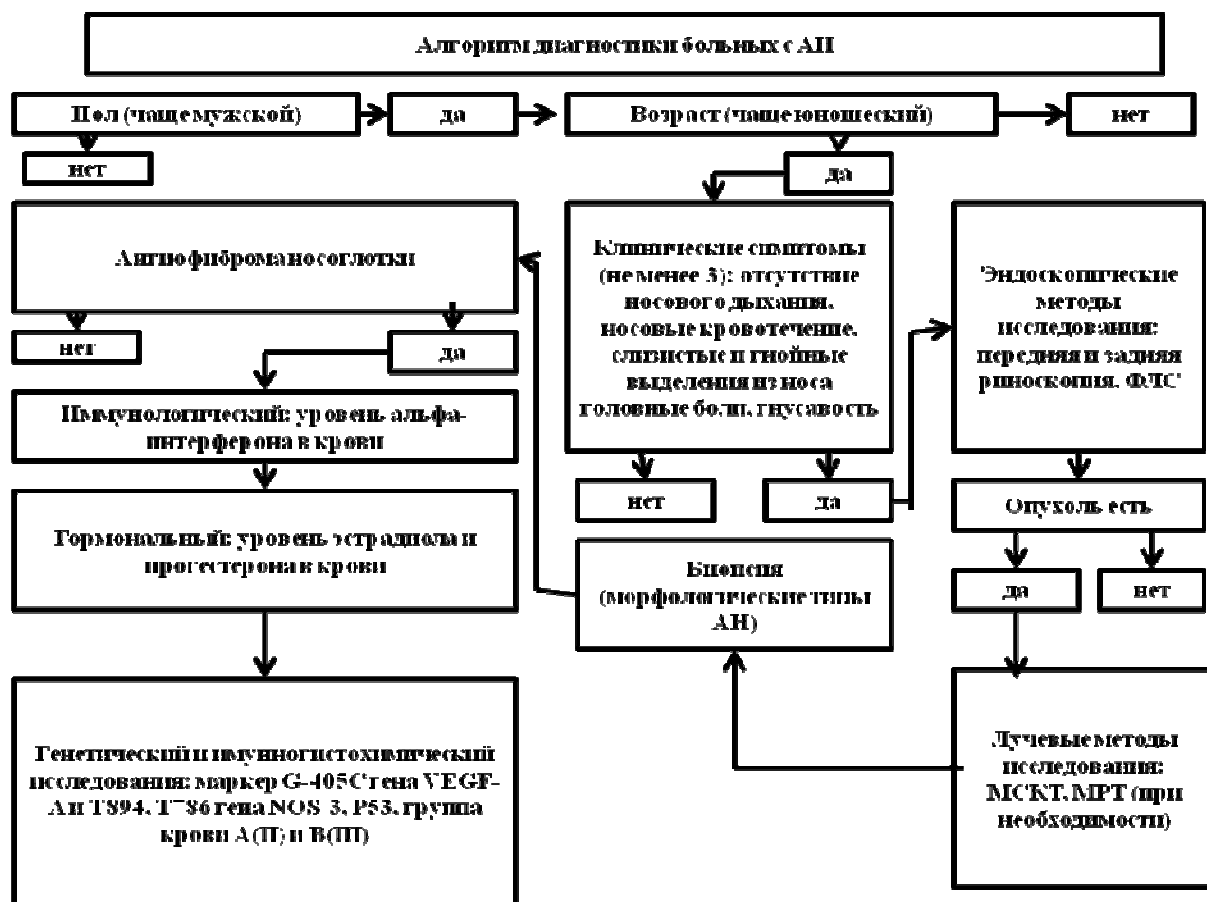 Алгоритм диагностики больных с АН
Пол (чаще мужской)
да
Возраст (чаще юношеский)
нет
нет
да
Ангиофиброма носоглотки
нет
да
Клинические симптомы
(не менее 3): отсутствие
носового дыхания,
носовые кровотечение,
слизистые и гнойные
выделения из носа
головные боли, гнусавость
нет
да
Эндоскопические
методы
исследования:
передняя и задняя
риноскопия, ФЛС
Опухоль есть
да
нет
Лучевые методы
исследования:
МСКТ, МРТ (при
необходимости)
Биопсия
(морфологические типы
АН)
Иммунологический: уровень альфа-
интерферона в крови
Гормональный: уровень эстрадиола и
прогестерона в крови
Генетический и имунногистохимический
исследования: маркер G-405C гена VEGF-
A и T894, T786 гена NOS 3, P53, группа
крови A(II) и B(III)